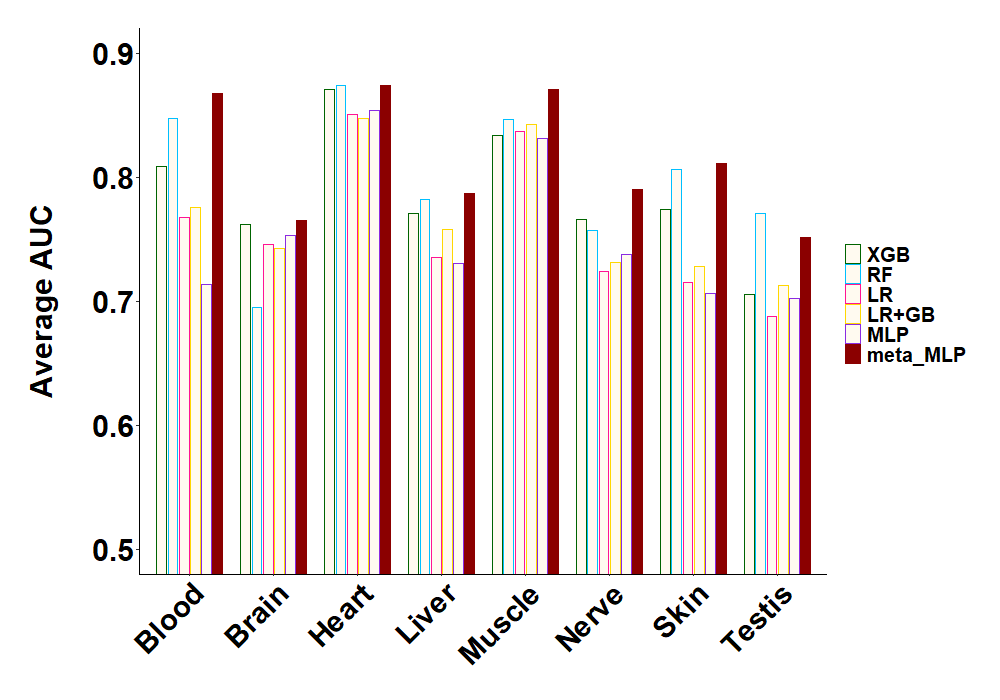 Average AUC
0.9
0.8
0.7
0.6
0.5
Blood
Brain
Heart
Liver
Muscle
Nerve
Skin
Testis
XGB
RF
LR
LR+GB
MLP
meta_MLP